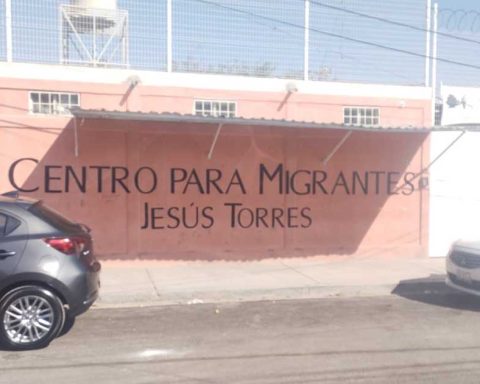 CENTRO PARA MIGRANTES
JESÚS TORRES